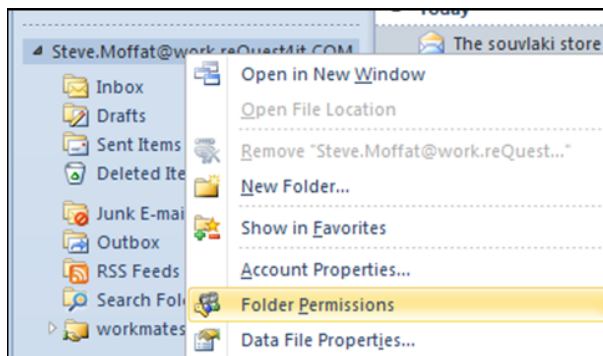 Today
Steve.Moffat@work.reQuest4it.COM
The souvlaki store
Inbox
Open in New Window
Drafts
Open File Location
Sent Items
Remove "Steve.Moffat@work.reQuest..."
Deleted Ite
New Folder...
Junk E-mai
Show in Favorites
Outbox
RSS Feeds
Account Properties...
Search Fol
Folder Permissions
workmates
Data File Properties...